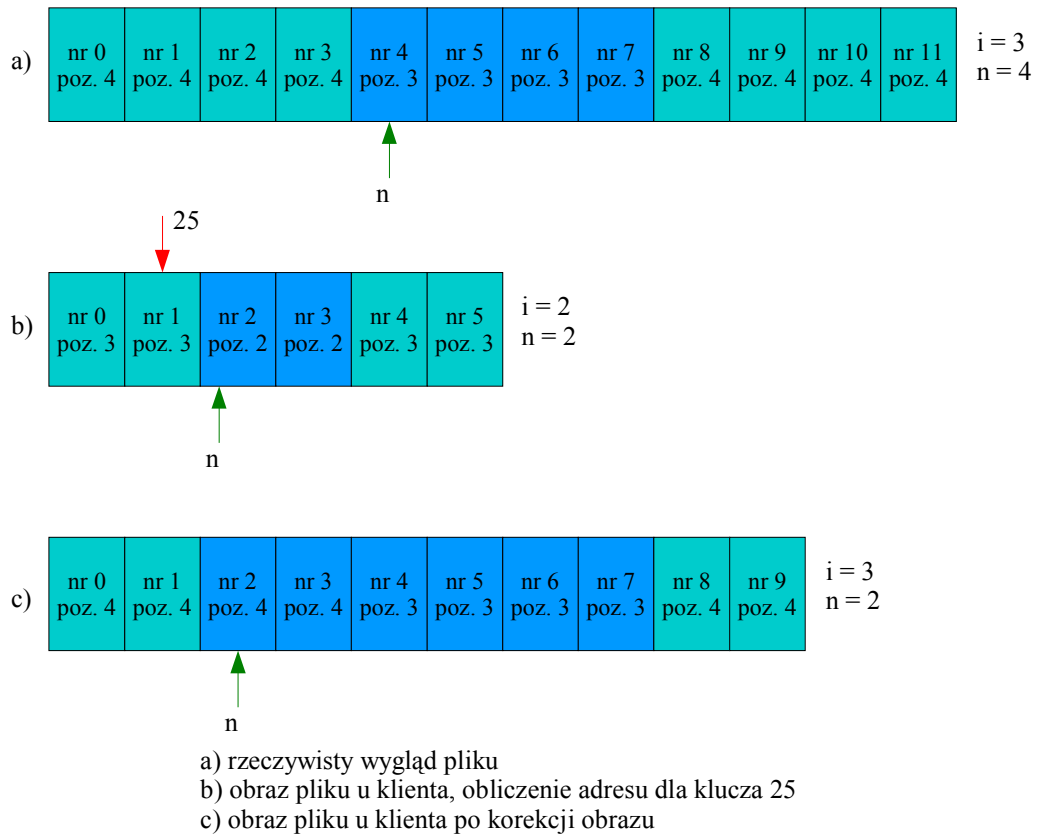 a)
nr 0 nr 1 nr 2 nr 3 nr 4 nr 5 nr 6 nr 7 nr 8 nr 9 nr 10 nr 11
poz. 4 poz. 4 poz. 4 poz. 4 poz. 3 poz. 3 poz. 3 poz. 3 poz. 4 poz. 4 poz. 4 poz. 4
i = 3
n = 4
n
25
b)
nr 0 nr 1 nr 2 nr 3 nr 4 nr 5
poz. 3 poz. 3 poz. 2 poz. 2 poz. 3 poz. 3
i = 2
n = 2
n
c)
nr 0 nr 1 nr 2 nr 3 nr 4 nr 5 nr 6 nr 7 nr 8 nr 9
poz. 4 poz. 4 poz. 4 poz. 4 poz. 3 poz. 3 poz. 3 poz. 3 poz. 4 poz. 4
i = 3
n = 2
n
a) rzeczywisty wygląd pliku
b) obraz pliku u klienta, obliczenie adresu dla klucza 25
c) obraz pliku u klienta po korekcji obrazu